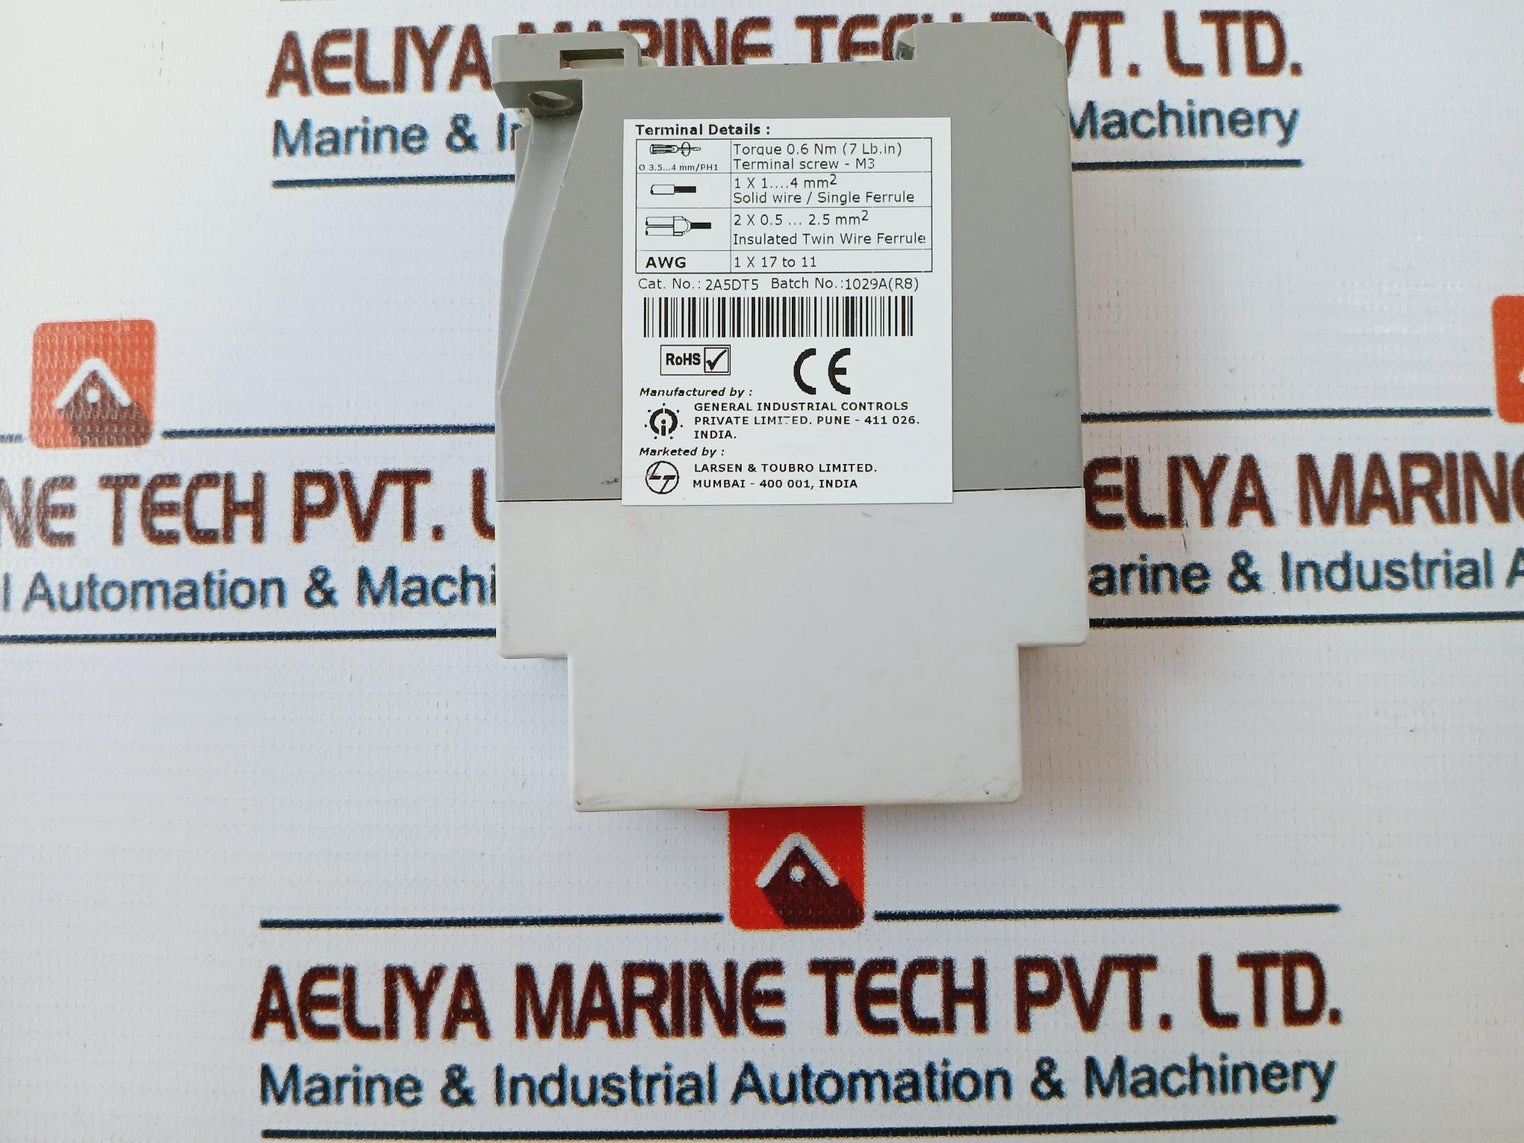 AELIYA MARINE TECH PVT. LTD.
Marine & In Machinery
Terminal Details :
Ø 3.5...4 mm/PH1
Torque 0.6 Nm (7 Lb.in)
Terminal screw - M3
1 X 1....4 mm2
Solid wire / Single Ferrule
2 X 0.5 ... 2.5 mm2
Insulated Twin Wire Ferrule
AWG 1 X 17 to 11
Cat. No.: 2A5DT5 Batch No.:1029A(R8)
RoHS CE
Manufactured by :
GENERAL INDUSTRIAL CONTROLS
PRIVATE LIMITED. PUNE - 411 026.
INDIA.
Marketed by :
LARSEN & TOUBRO LIMITED.
MUMBAI - 400 001, INDIA
NE TECH PVT. L
l Automation & Machi
ELIYA MARINE
arine & Industrial A
AELIYA MARINE TECH PVT. LTD.
Marine & Industrial Automation & Machinery